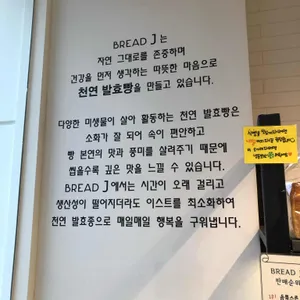 BREAD J는
자연 그대로를 존중하며
건강을 먼저 생각하는 따뜻한 마음으로
천연 발효빵을 만들고 있습니다.
다양한 미생물이 살아 활동하는 천연 발효빵은
소화가 잘 되어 속이 편안하고
빵 본연의 맛과 풍미를 살려주기 때문에
씹을수록 깊은 맛을 느낄 수 있습니다.
BREAD J에서는 시간이 오래 걸리고
생산성이 떨어지더라도 이스트를 최소화하여
천연 발효종으로 매일매일 행복을 구워냅니다.
BREAD
판매순위